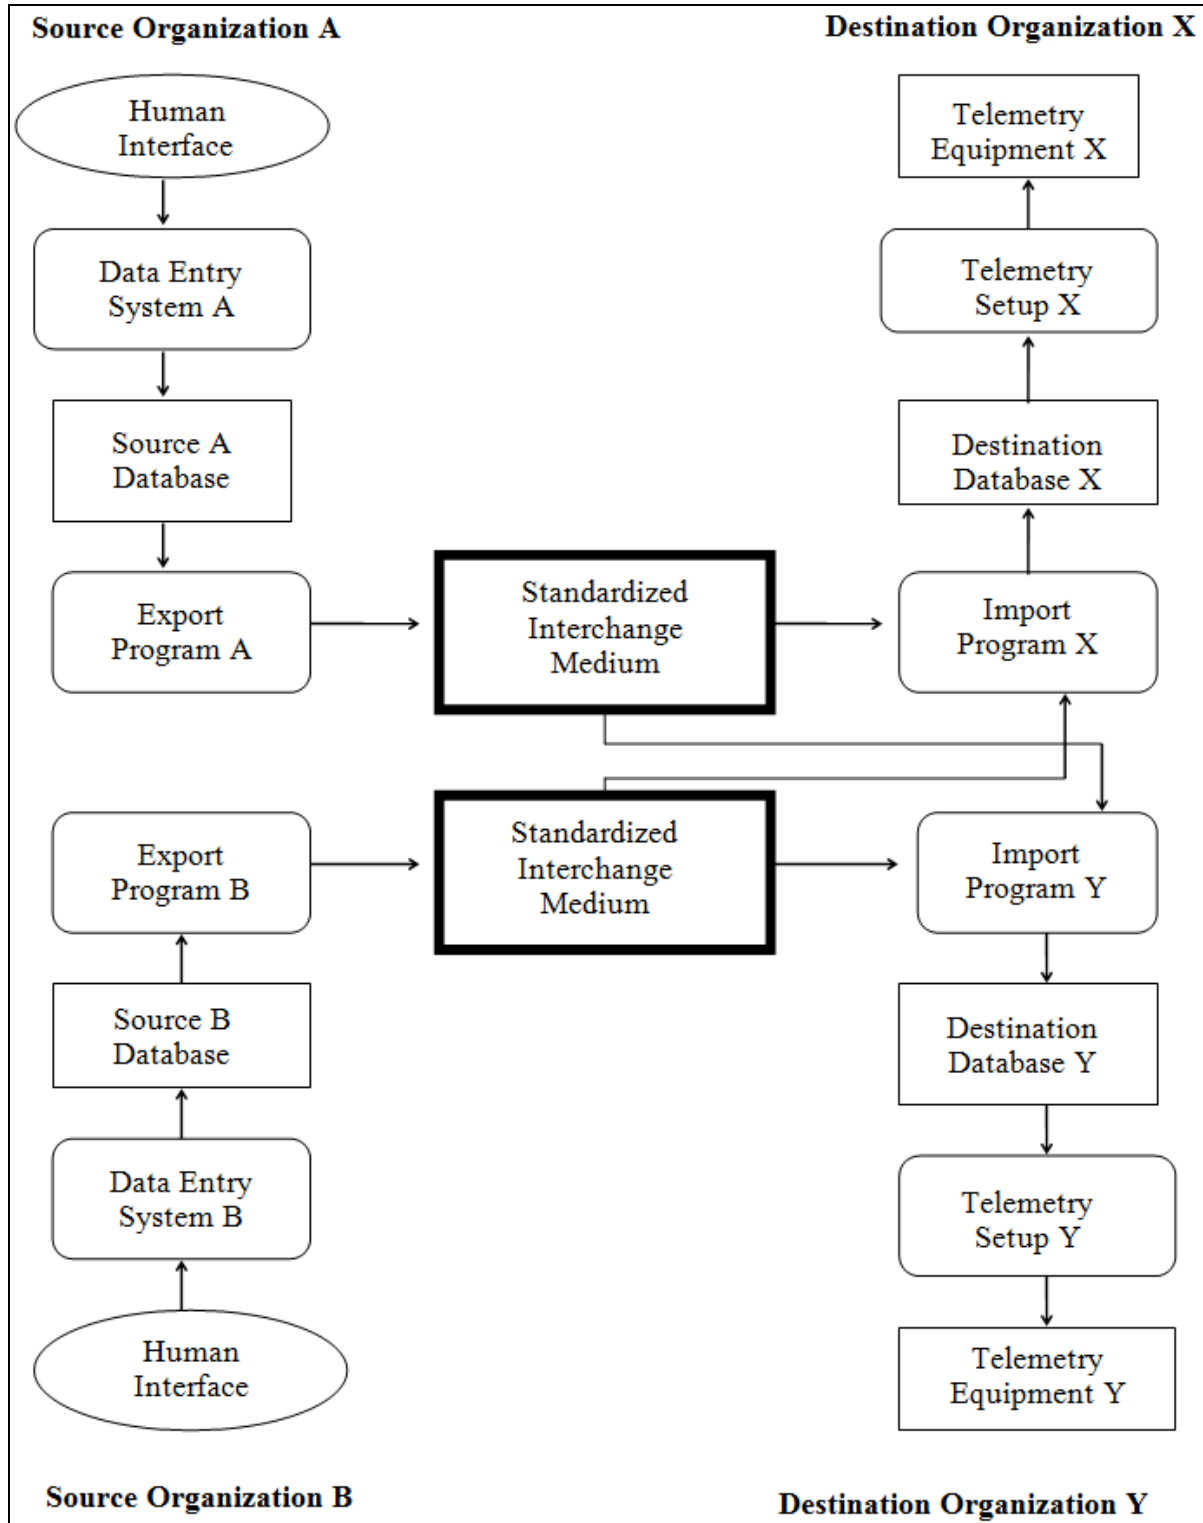 Source Organization A
Destination Organization X
Human
Interface
Telemetry
Equipment X
Data Entry
System A
Telemetry
Setup X
Source A
Database
Destination
Database X
Export
Program A
Standardized
Interchange
Medium
Import
Program X
Export
Program B
Standardized
Interchange
Medium
Import
Program Y
Source B
Database
Destination
Database Y
Data Entry
System B
Telemetry
Setup Y
Human
Interface
Telemetry
Equipment Y
Source Organization B
Destination Organization Y